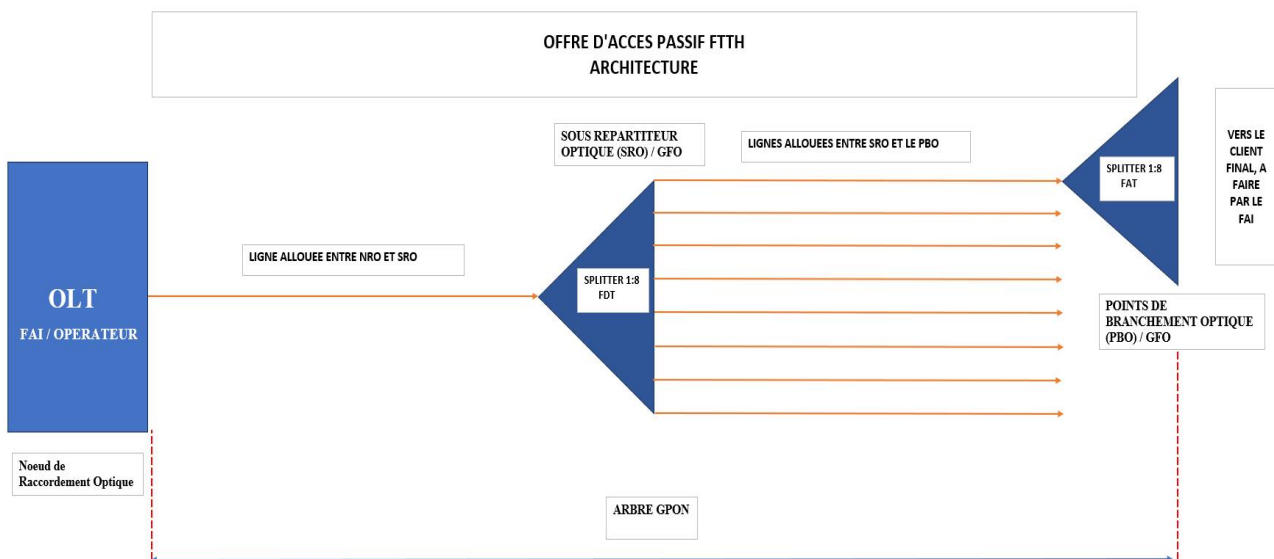 OFFRE D'ACCES PASSIF FTTH
ARCHITECTURE
SOUS REPARTITEUR
OPTIQUE (SRO) / GFO
LIGNES ALLOUEES ENTRE SRO ET LE PBO
VERS LE
CLIENT
FINAL, A
FAIRE
PAR LE
FAI
SPLITTER 1:8
FAT
LIGNE ALLOUEE ENTRE NRO ET SRO
SPLITTER 1:8
FDT
OLT
FAI / OPERATEUR
POINTS DE
BRANCHEMENT OPTIQUE
(PBO) / GFO
Noeud de
Raccordement Optique
ARBRE GPON